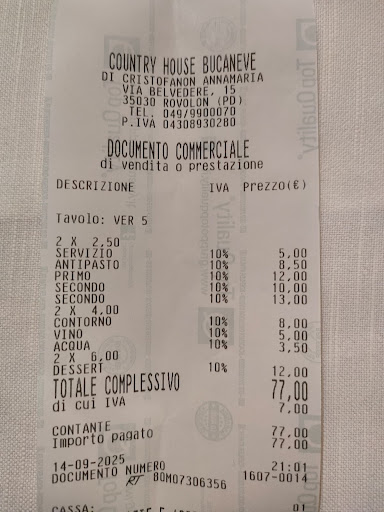 COUNTRY HOUSE BUCANEVE
DI CRISTOFANON ANNAMARIA
VIA BELVEDERE, 15
35030 ROVOLON (PD)
TEL. 049/9900070
P.IVA 04308930280
DOCUMENTO COMMERCIALE
di vendita o prestazione
DESCRIZIONE IVA Prezzo(€)
Tavolo: VER 5
2 X 2,50
SERVIZIO 10% 5,00
ANTIPASTO 10% 8,50
PRIMO 10% 12,00
SECONDO 10% 10,00
SECONDO 10% 13,00
2 X 4,00
CONTORNO 10% 8,00
VINO 10% 5,00
ACQUA 10% 3,50
2 X 6,00
DESSERT 10% 12,00
TOTALE COMPLESSIVO 77,00
di cui IVA 7,00
CONTANTE 77,00
Importo pagato 77,00
14-09-2025 21:01
DOCUMENTO NUMERO 1607-0014
RT 80M07306356
CASSA: 01